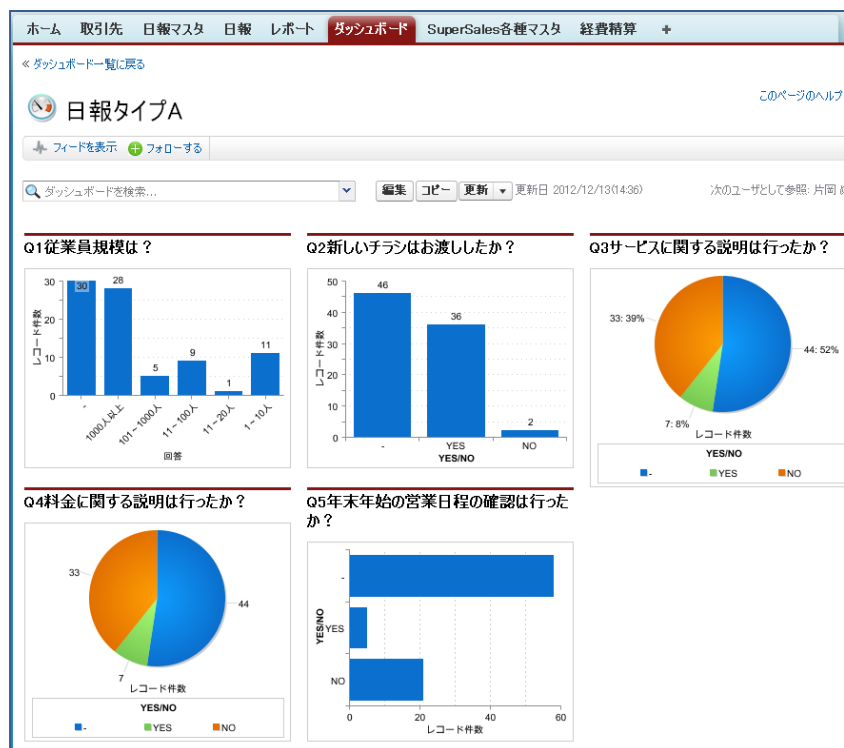 ホーム 取引先 日報マスタ 日報 レポート ダッシュボード SuperSales各種マスタ 経費精算 +
« ダッシュボード一覧に戻る
日報タイプA
このページのヘルプ
フィードを表示 フォローする
ダッシュボードを検索... 編集 コピー 更新 ▼ 更新日 2012/12/13(14:36) 次のユーザとして参照: 片岡
Q1従業員規模は？
30
20
10
0
レコード件数
30
28
5
9
1
11
-
1000人以上
101~1000人
11~100人
11~20人
1~10人
回答
Q2新しいチラシはお渡ししたか？
50
40
30
20
10
0
レコード件数
46
36
2
-
YES
NO
YES/NO
Q3サービスに関する説明は行ったか？
33: 39%
44: 52%
7: 8%
レコード件数
YES/NO
- YES NO
Q4料金に関する説明は行ったか？
33
44
7
レコード件数
YES/NO
- YES NO
Q5年末年始の営業日程の確認は行った
か？
YES/NO
-
YES
NO
0 20 40 60
レコード件数